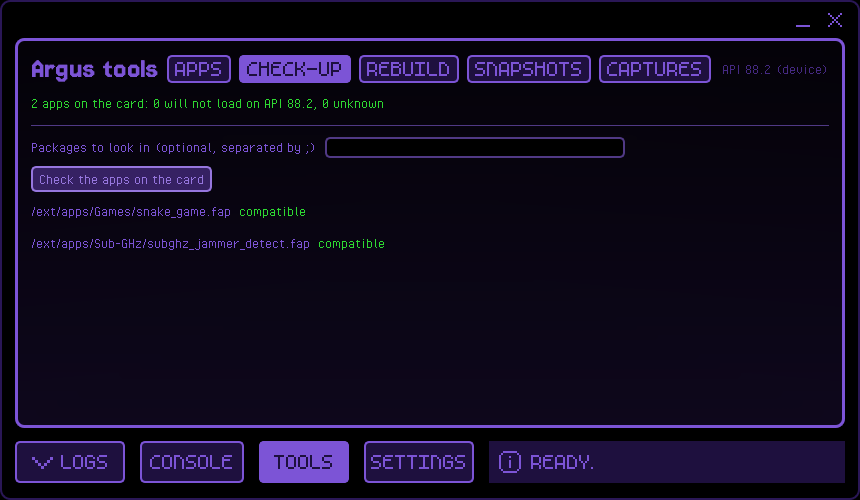 Argus tools APPS CHECK-UP REBUILD SNAPSHOTS CAPTURES API 88.2 (device)
2 apps on the card: 0 will not load on API 88.2, 0 unknown
Packages to look in (optional, separated by ;)
Check the apps on the card
/ext/apps/Games/snake_game.fap compatible
/ext/apps/Sub-GHz/subghz_jammer_detect.fap compatible
LOGS CONSOLE TOOLS SETTINGS READY.